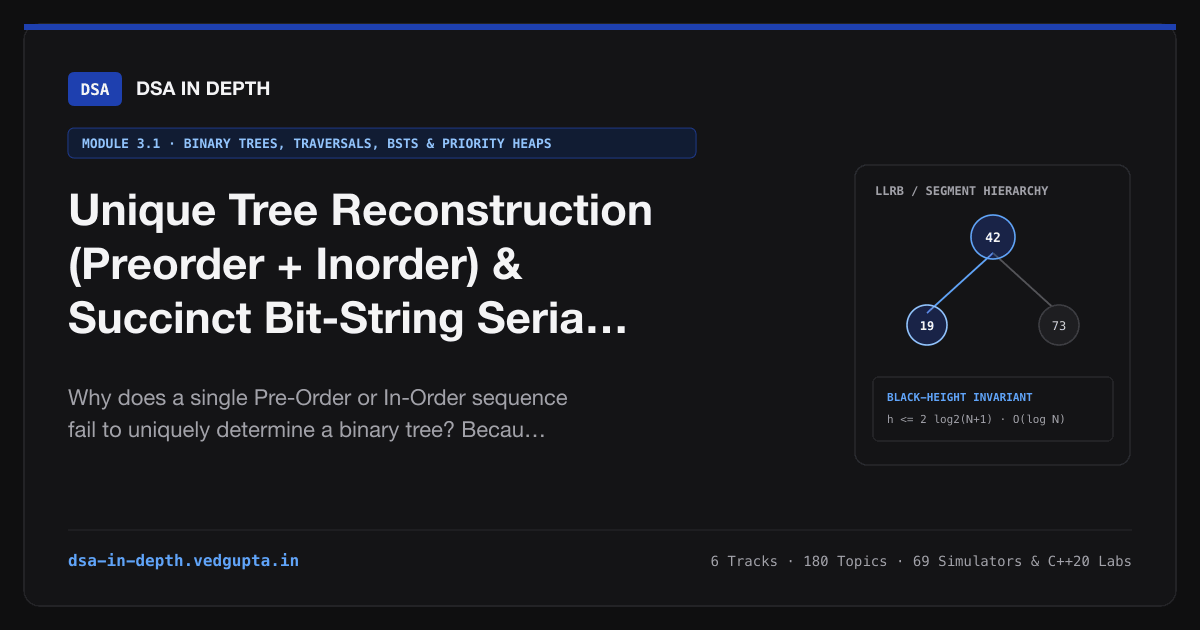 DSA
DSA IN DEPTH
MODULE 3.1 · BINARY TREES, TRAVERSALS, BSTS & PRIORITY HEAPS
Unique Tree Reconstruction
(Preorder + Inorder) &
Succinct Bit-String Seria...
Why does a single Pre-Order or In-Order sequence
fail to uniquely determine a binary tree? Becau...
LLRB / SEGMENT HIERARCHY
42
19
73
BLACK-HEIGHT INVARIANT
h <= 2 log2(N+1) · O(log N)
dsa-in-depth.vedgupta.in
6 Tracks · 180 Topics · 69 Simulators & C++20 Labs